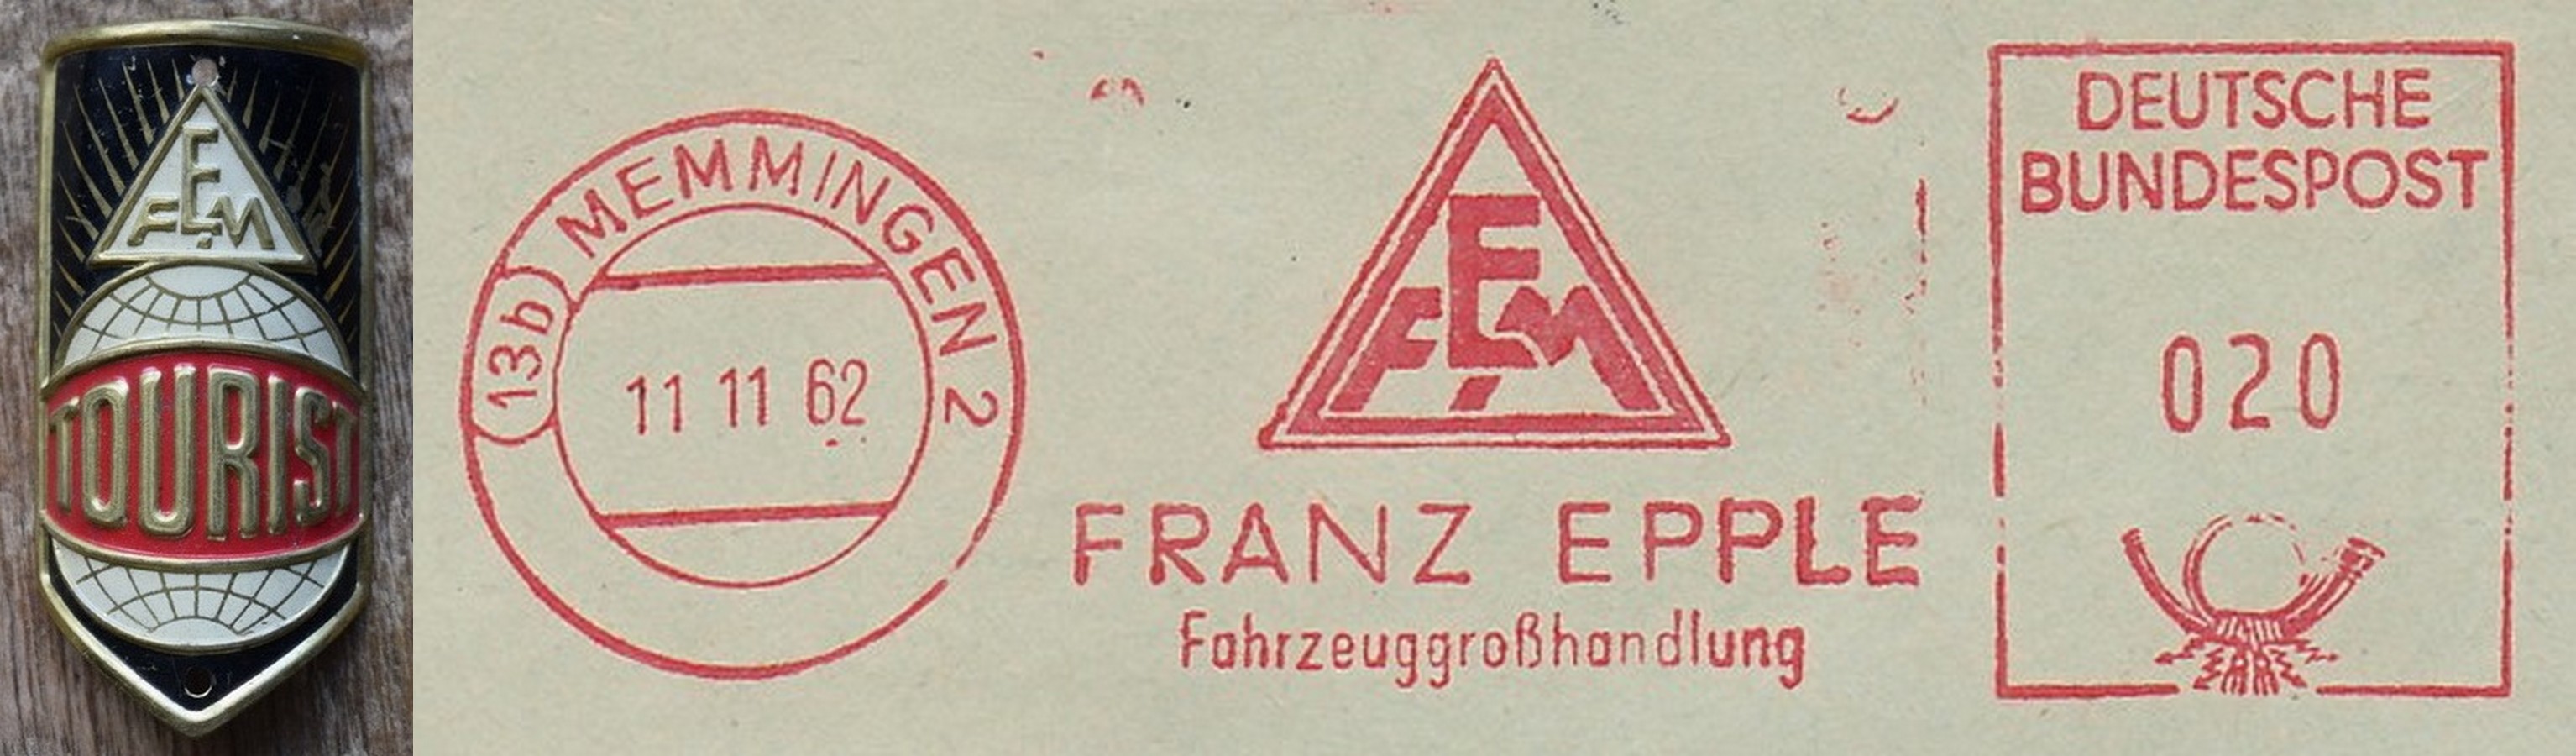 FEM
TOURIST
(13b) MEMMINGEN 2
11 11 62
FEM
FRANZ EPPLE
Fahrzeuggroßhandlung
DEUTSCHE
BUNDESPOST
020